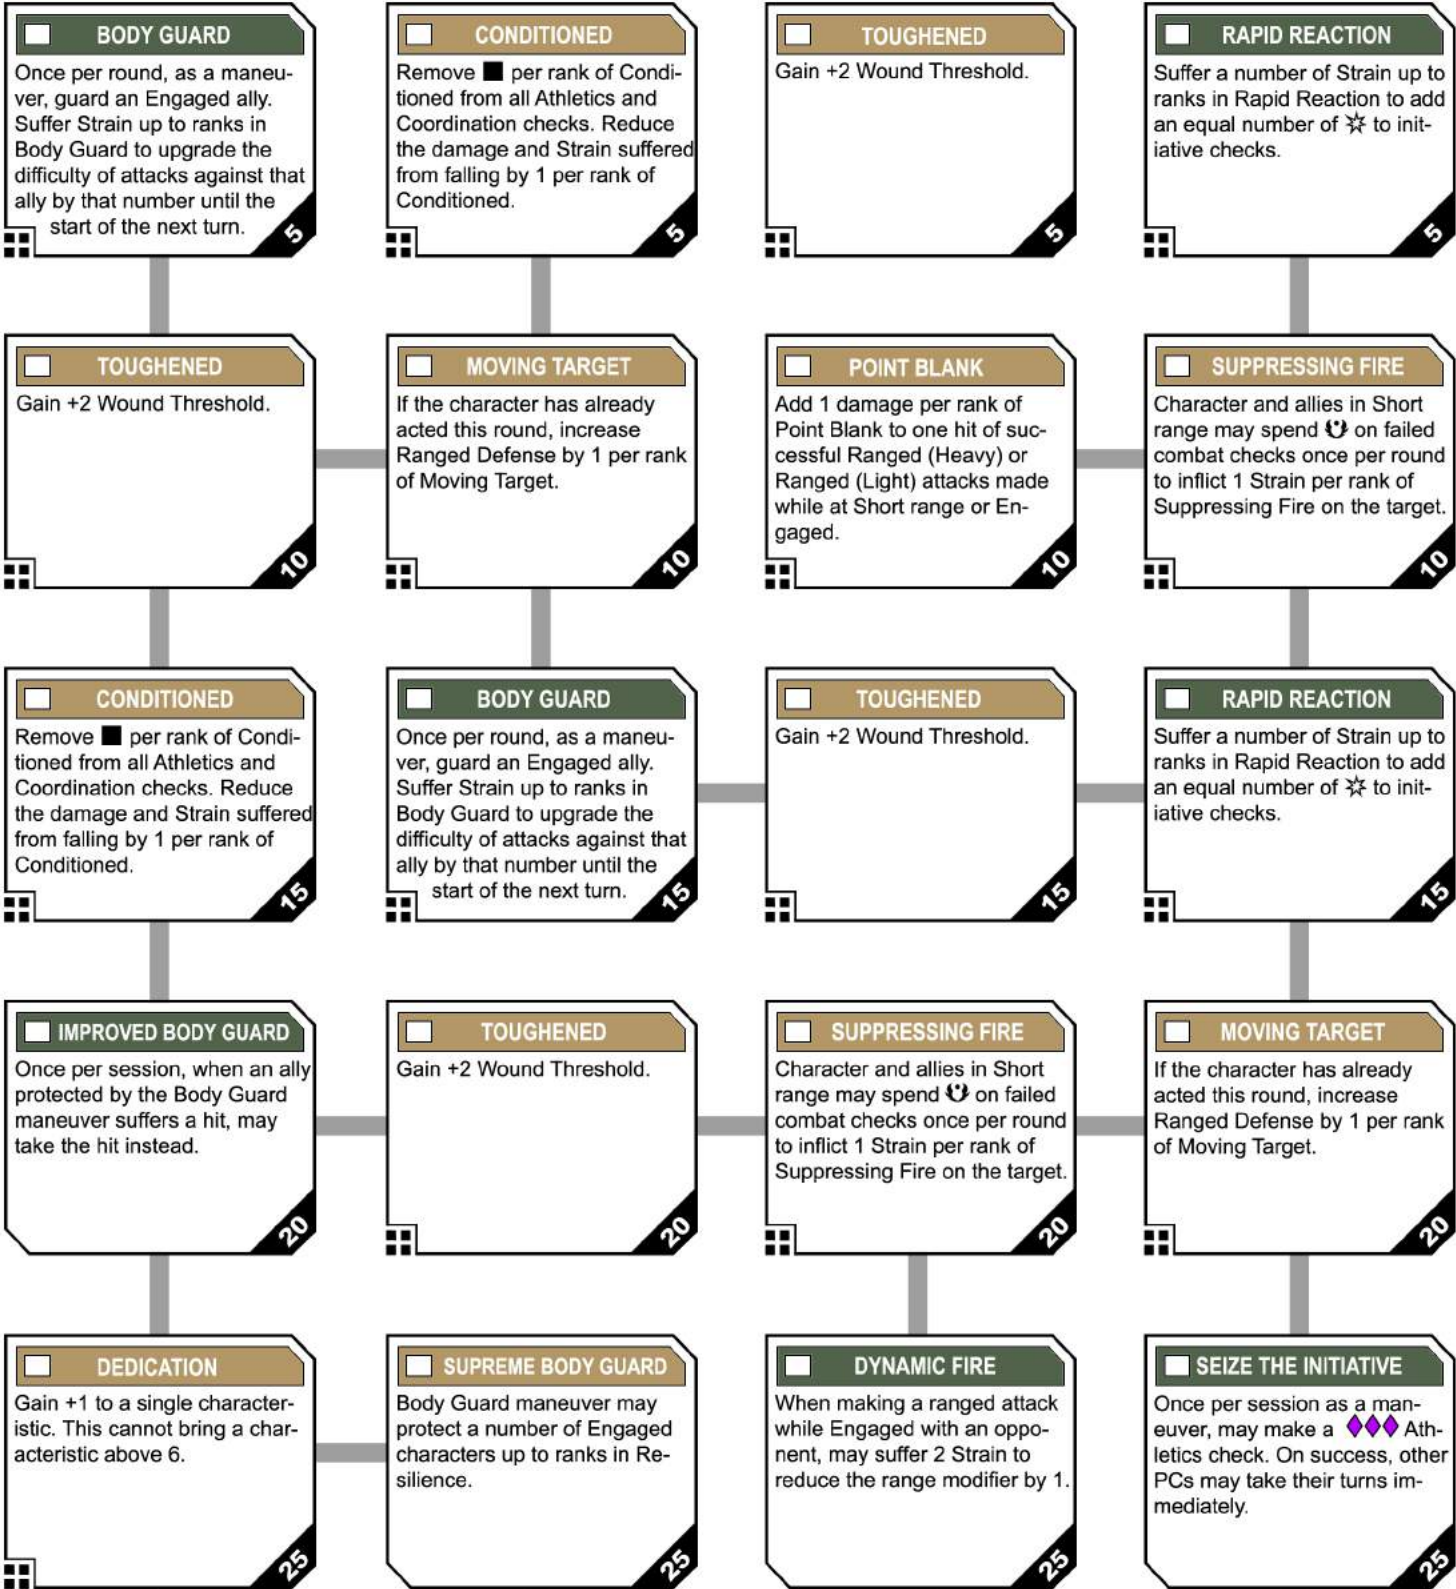 BODY GUARD
Once per round, as a maneu-
ver, guard an Engaged ally.
Suffer Strain up to ranks in
Body Guard to upgrade the
difficulty of attacks against that
ally by that number until the
start of the next turn.
5
CONDITIONED
Remove ■ per rank of Condi-
tioned from all Athletics and
Coordination checks. Reduce
the damage and Strain suffered
from falling by 1 per rank of
Conditioned.
5
TOUGHENED
Gain +2 Wound Threshold.
5
RAPID REACTION
Suffer a number of Strain up to
ranks in Rapid Reaction to add
an equal number of to init-
iative checks.
5
TOUGHENED
Gain +2 Wound Threshold.
10
MOVING TARGET
If the character has already
acted this round, increase
Ranged Defense by 1 per rank
of Moving Target.
10
POINT BLANK
Add 1 damage per rank of
Point Blank to one hit of suc-
cessful Ranged (Heavy) or
Ranged (Light) attacks made
while at Short range or En-
gaged.
10
SUPPRESSING FIRE
Character and allies in Short
range may spend on failed
combat checks once per round
to inflict 1 Strain per rank of
Suppressing Fire on the target.
10
CONDITIONED
Remove ■ per rank of Condi-
tioned from all Athletics and
Coordination checks. Reduce
the damage and Strain suffered
from falling by 1 per rank of
Conditioned.
15
BODY GUARD
Once per round, as a maneu-
ver, guard an Engaged ally.
Suffer Strain up to ranks in
Body Guard to upgrade the
difficulty of attacks against that
ally by that number until the
start of the next turn.
15
TOUGHENED
Gain +2 Wound Threshold.
15
RAPID REACTION
Suffer a number of Strain up to
ranks in Rapid Reaction to add
an equal number of to init-
iative checks.
15
IMPROVED BODY GUARD
Once per session, when an ally
protected by the Body Guard
maneuver suffers a hit, may
take the hit instead.
20
TOUGHENED
Gain +2 Wound Threshold.
20
SUPPRESSING FIRE
Character and allies in Short
range may spend on failed
combat checks once per round
to inflict 1 Strain per rank of
Suppressing Fire on the target.
20
MOVING TARGET
If the character has already
acted this round, increase
Ranged Defense by 1 per rank
of Moving Target.
20
DEDICATION
Gain +1 to a single character-
istic. This cannot bring a char-
acteristic above 6.
25
SUPREME BODY GUARD
Body Guard maneuver may
protect a number of Engaged
characters up to ranks in Re-
silience.
25
DYNAMIC FIRE
When making a ranged attack
while Engaged with an oppo-
nent, may suffer 2 Strain to
reduce the range modifier by 1.
25
SEIZE THE INITIATIVE
Once per session as a man-
euver, may make a ◆◆◆ Ath-
letics check. On success, other
PCs may take their turns im-
mediately.
25